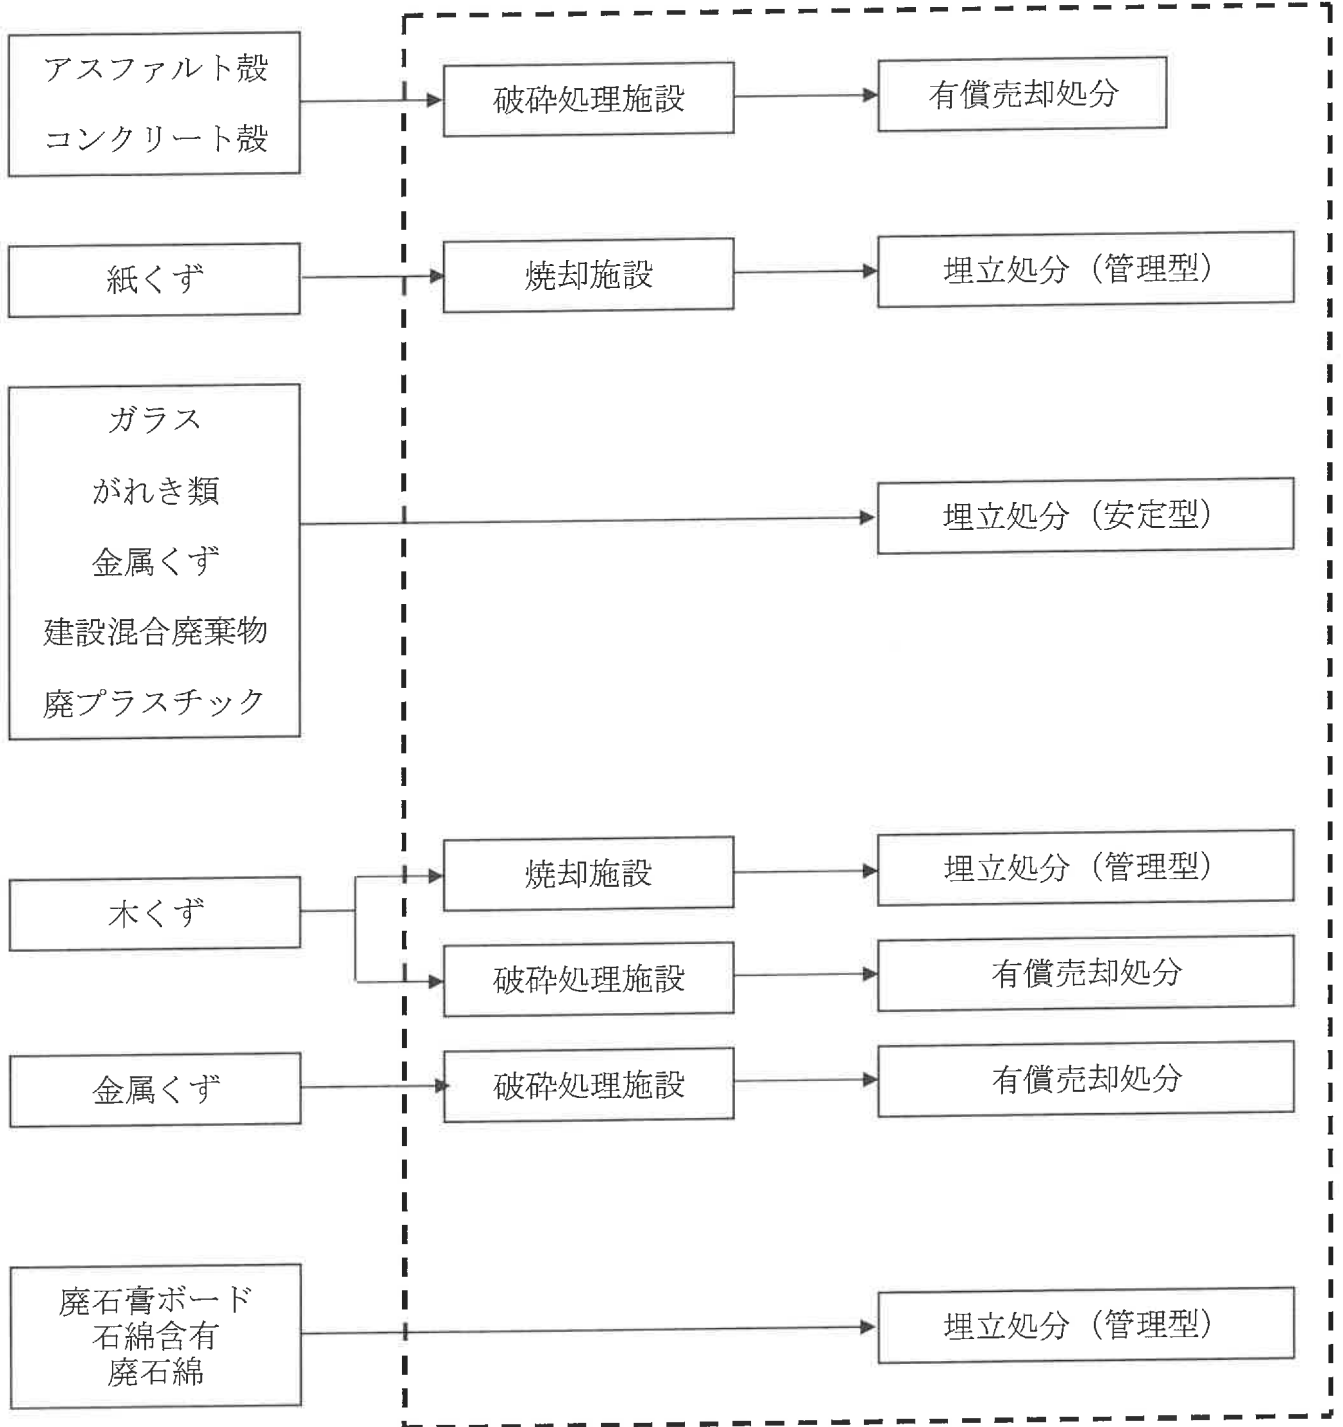 アスファルト殻
コンクリート殻
破砕処理施設
有償売却処分
紙くず
焼却施設
埋立処分（管理型）
ガラス
がれき類
金属くず
建設混合廃棄物
廃プラスチック
埋立処分（安定型）
木くず
焼却施設
埋立処分（管理型）
破砕処理施設
有償売却処分
金属くず
破砕処理施設
有償売却処分
廃石膏ボード
石綿含有
廃石綿
埋立処分（管理型）